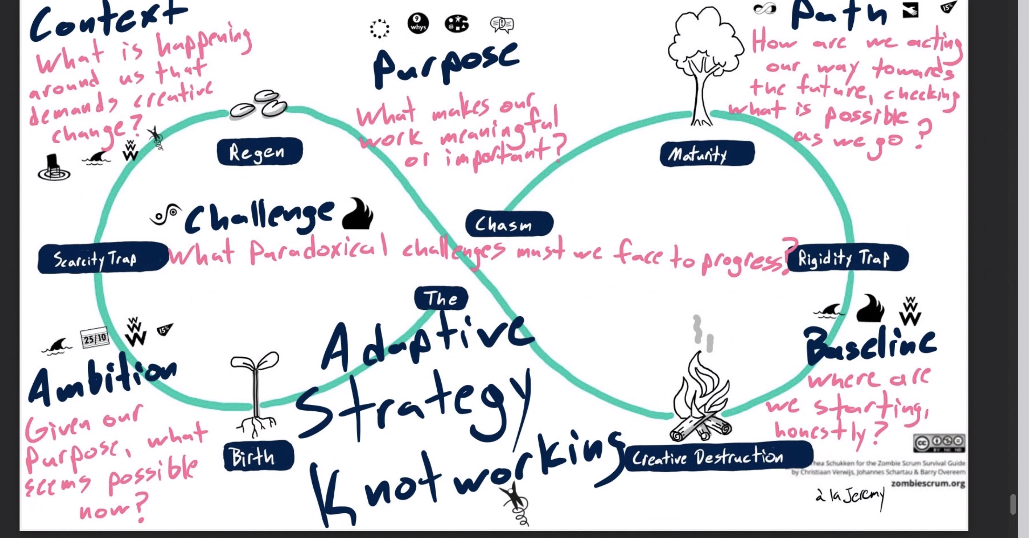 Context
What is happening
around us that
demands creative
change?
whys
Purpose
What makes our
work meaningful
or important?
Path
15%
How are we acting
our way towards
the future, checking
what is possible
as we go?
Regen
Maturity
Challenge
What Paradoxical challenges must we face to progress?
Chasm
Scarcity Trap
Rigidity Trap
The
Adaptive
Strategy
Knotworking
25/10
15%
Ambition
Given our
Purpose, what
seems possible
now?
Birth
Baseline
Where are
we starting,
honestly?
Creative Destruction
hea Schukken for the Zombie Scrum Survival Guide
by Christiaan Verwijs, Johannes Schartau & Barry Overeem
zombiescrum.org
à la Jeremy